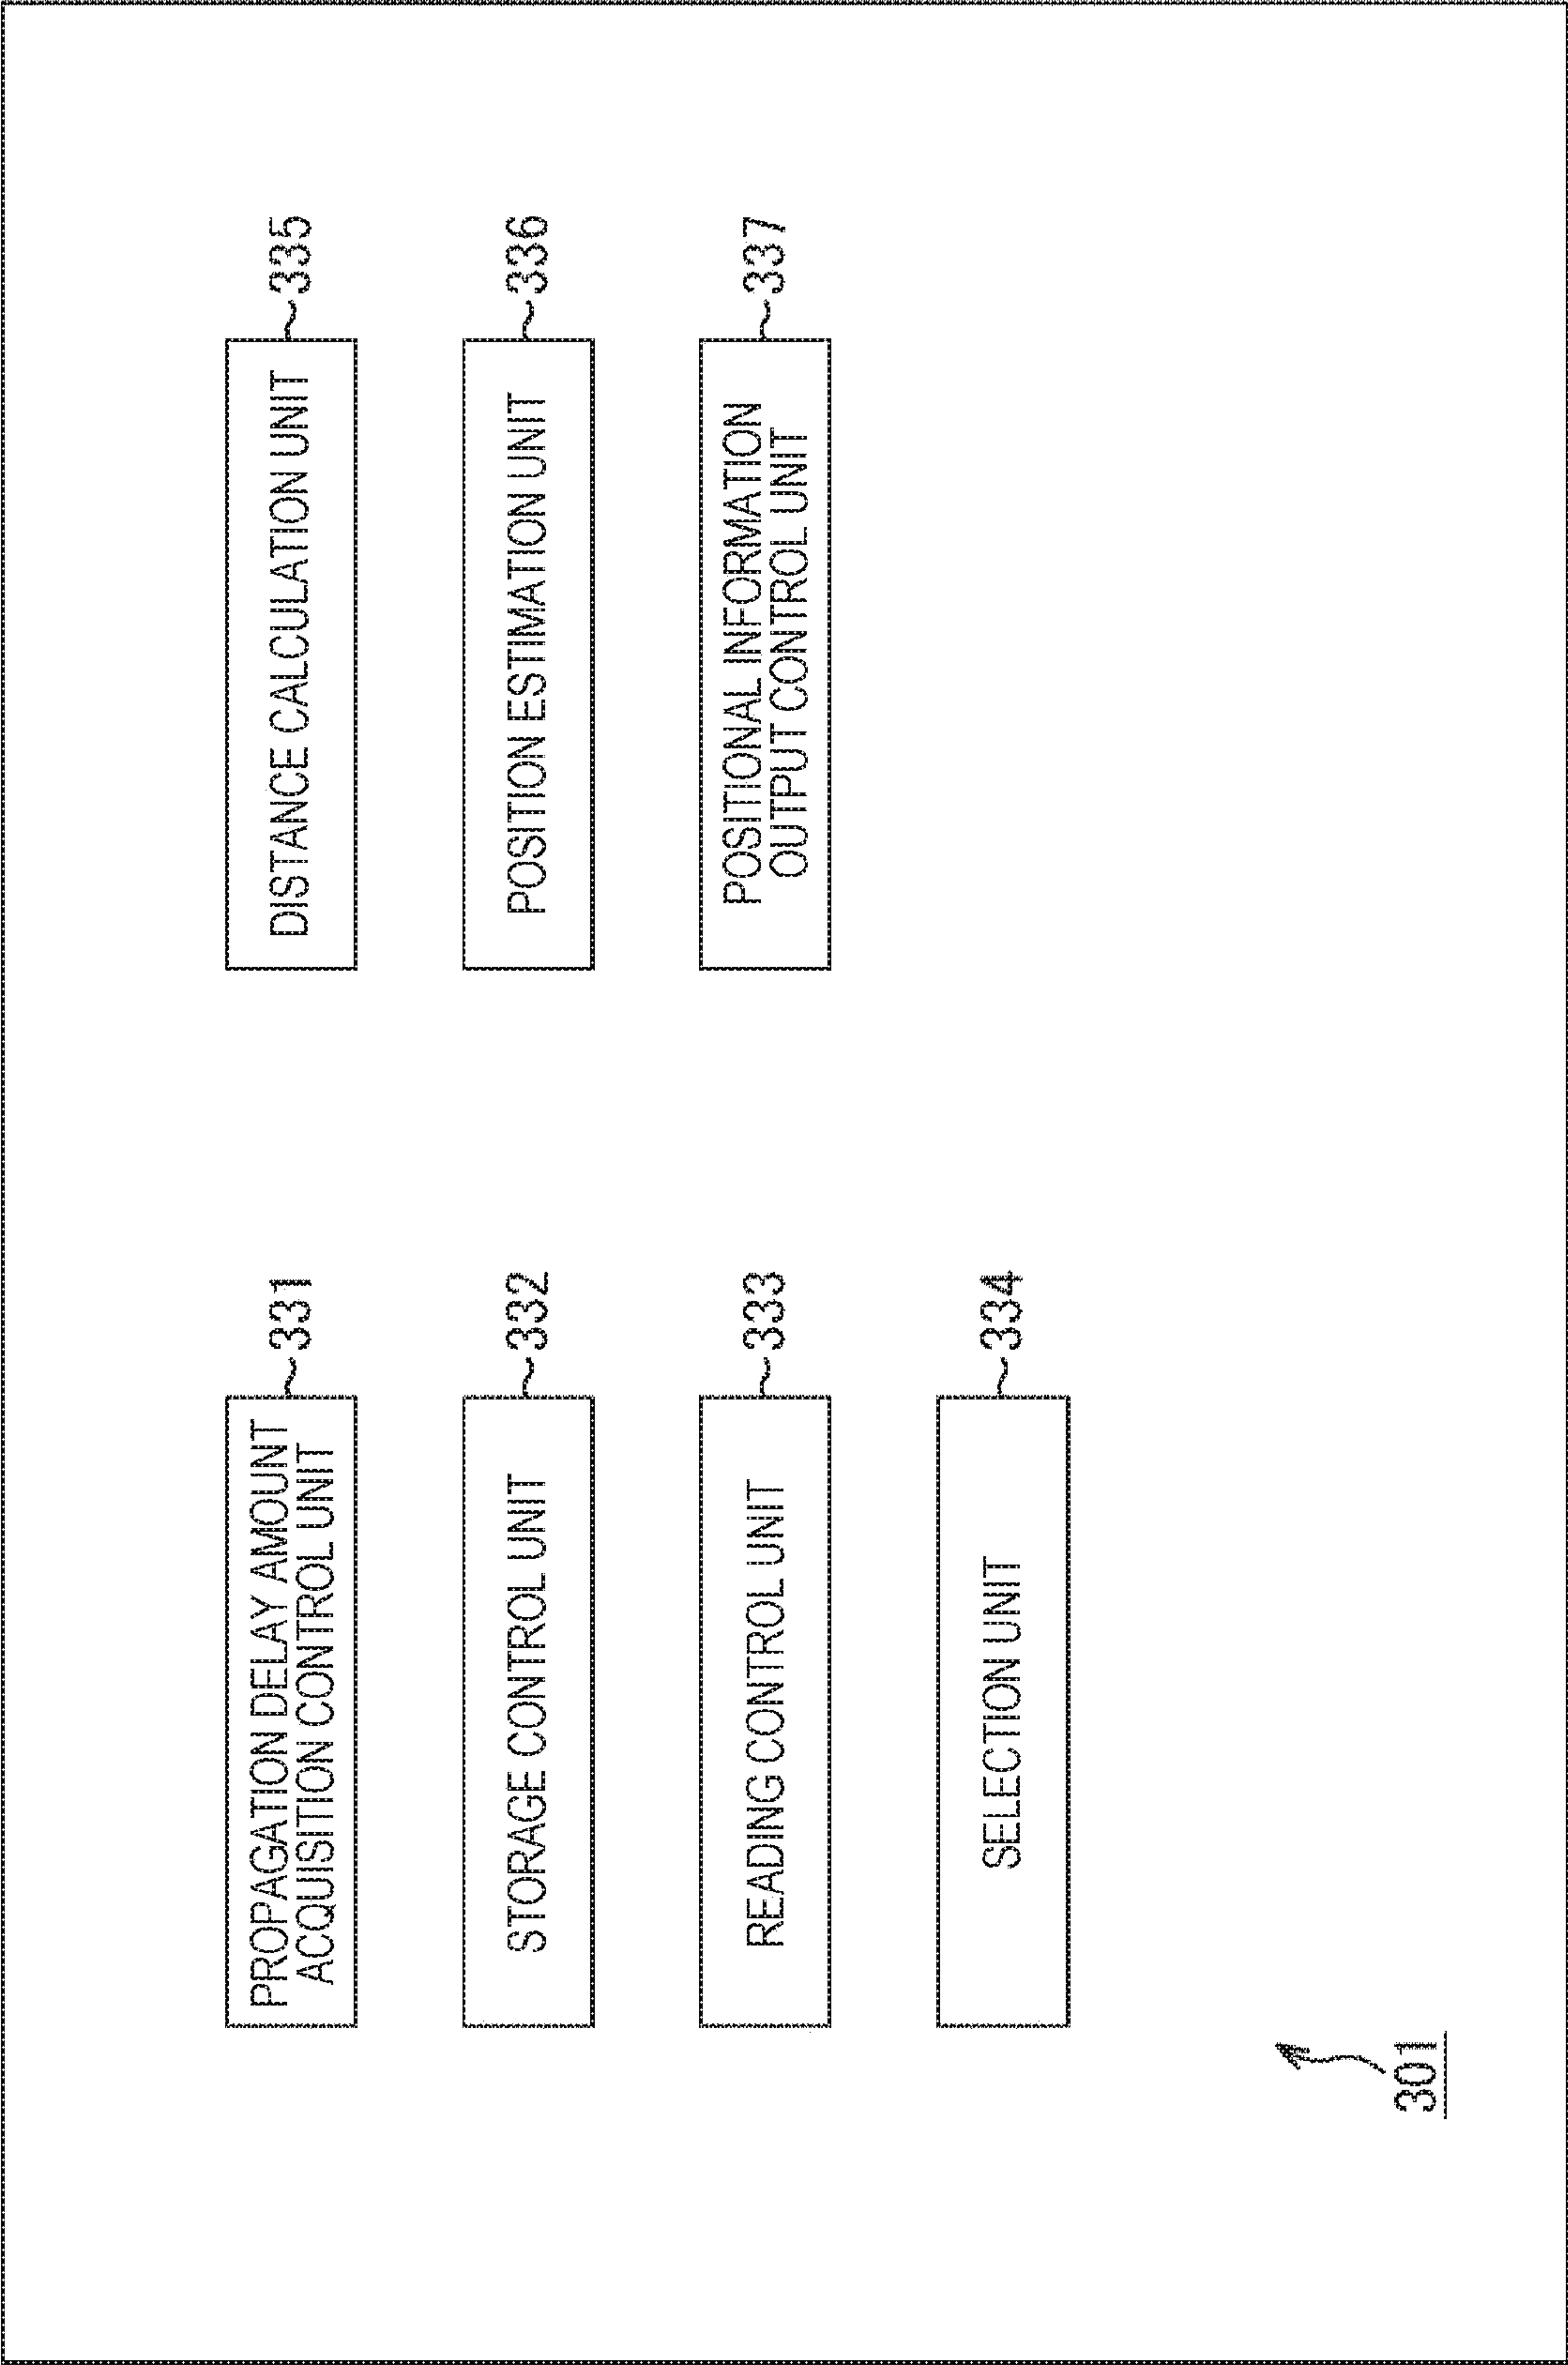 PROPAGATION DELAY AMOUNT
ACQUISITION CONTROL UNIT
331
STORAGE CONTROL UNIT
332
READING CONTROL UNIT
333
SELECTION UNIT
334
DISTANCE CALCULATION UNIT
335
POSITION ESTIMATION UNIT
336
POSITIONAL INFORMATION
OUTPUT CONTROL UNIT
337
301